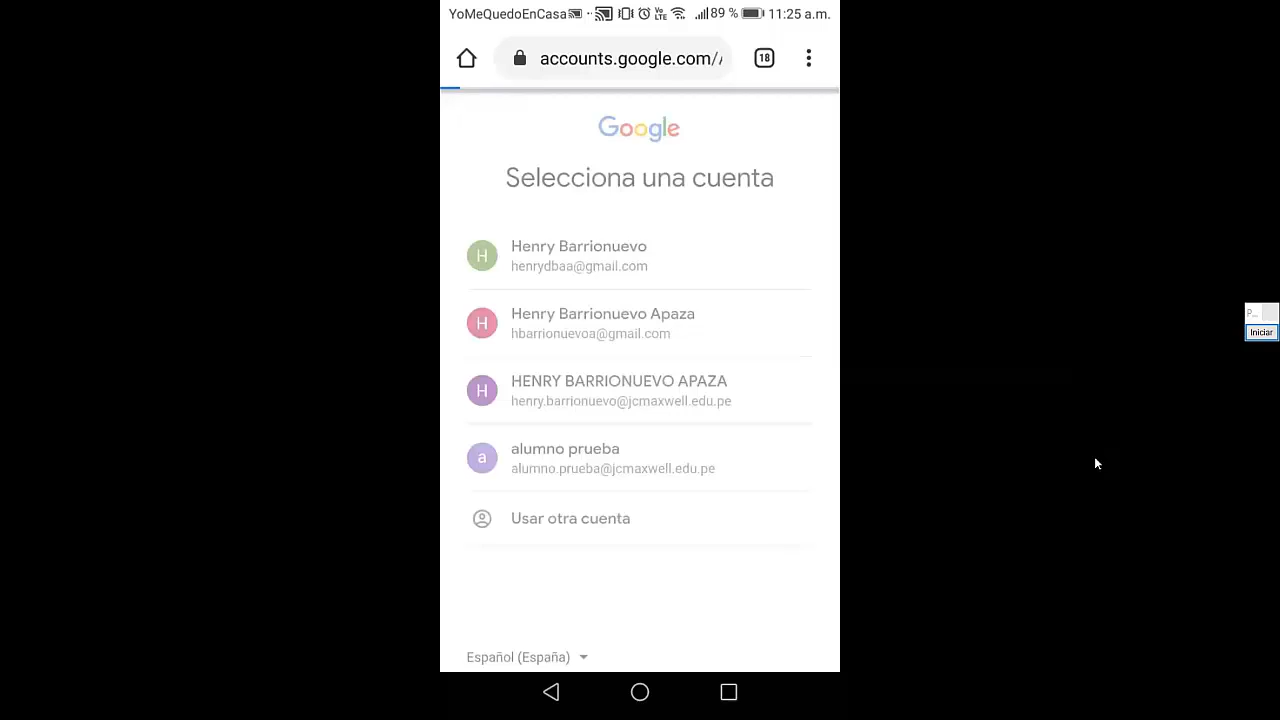 YoMeQuedoEnCasa 89 % 11:25 a.m.
accounts.google.com/ 18
Google
Selecciona una cuenta
H Henry Barrionuevo
henrydbaa@gmail.com
H Henry Barrionuevo Apaza
hbarrionuevoa@gmail.com
H HENRY BARRIONUEVO APAZA
henry.barrionuevo@jcmaxwell.edu.pe
a alumno prueba
alumno.prueba@jcmaxwell.edu.pe
Usar otra cuenta
Español (España)
P...
Iniciar